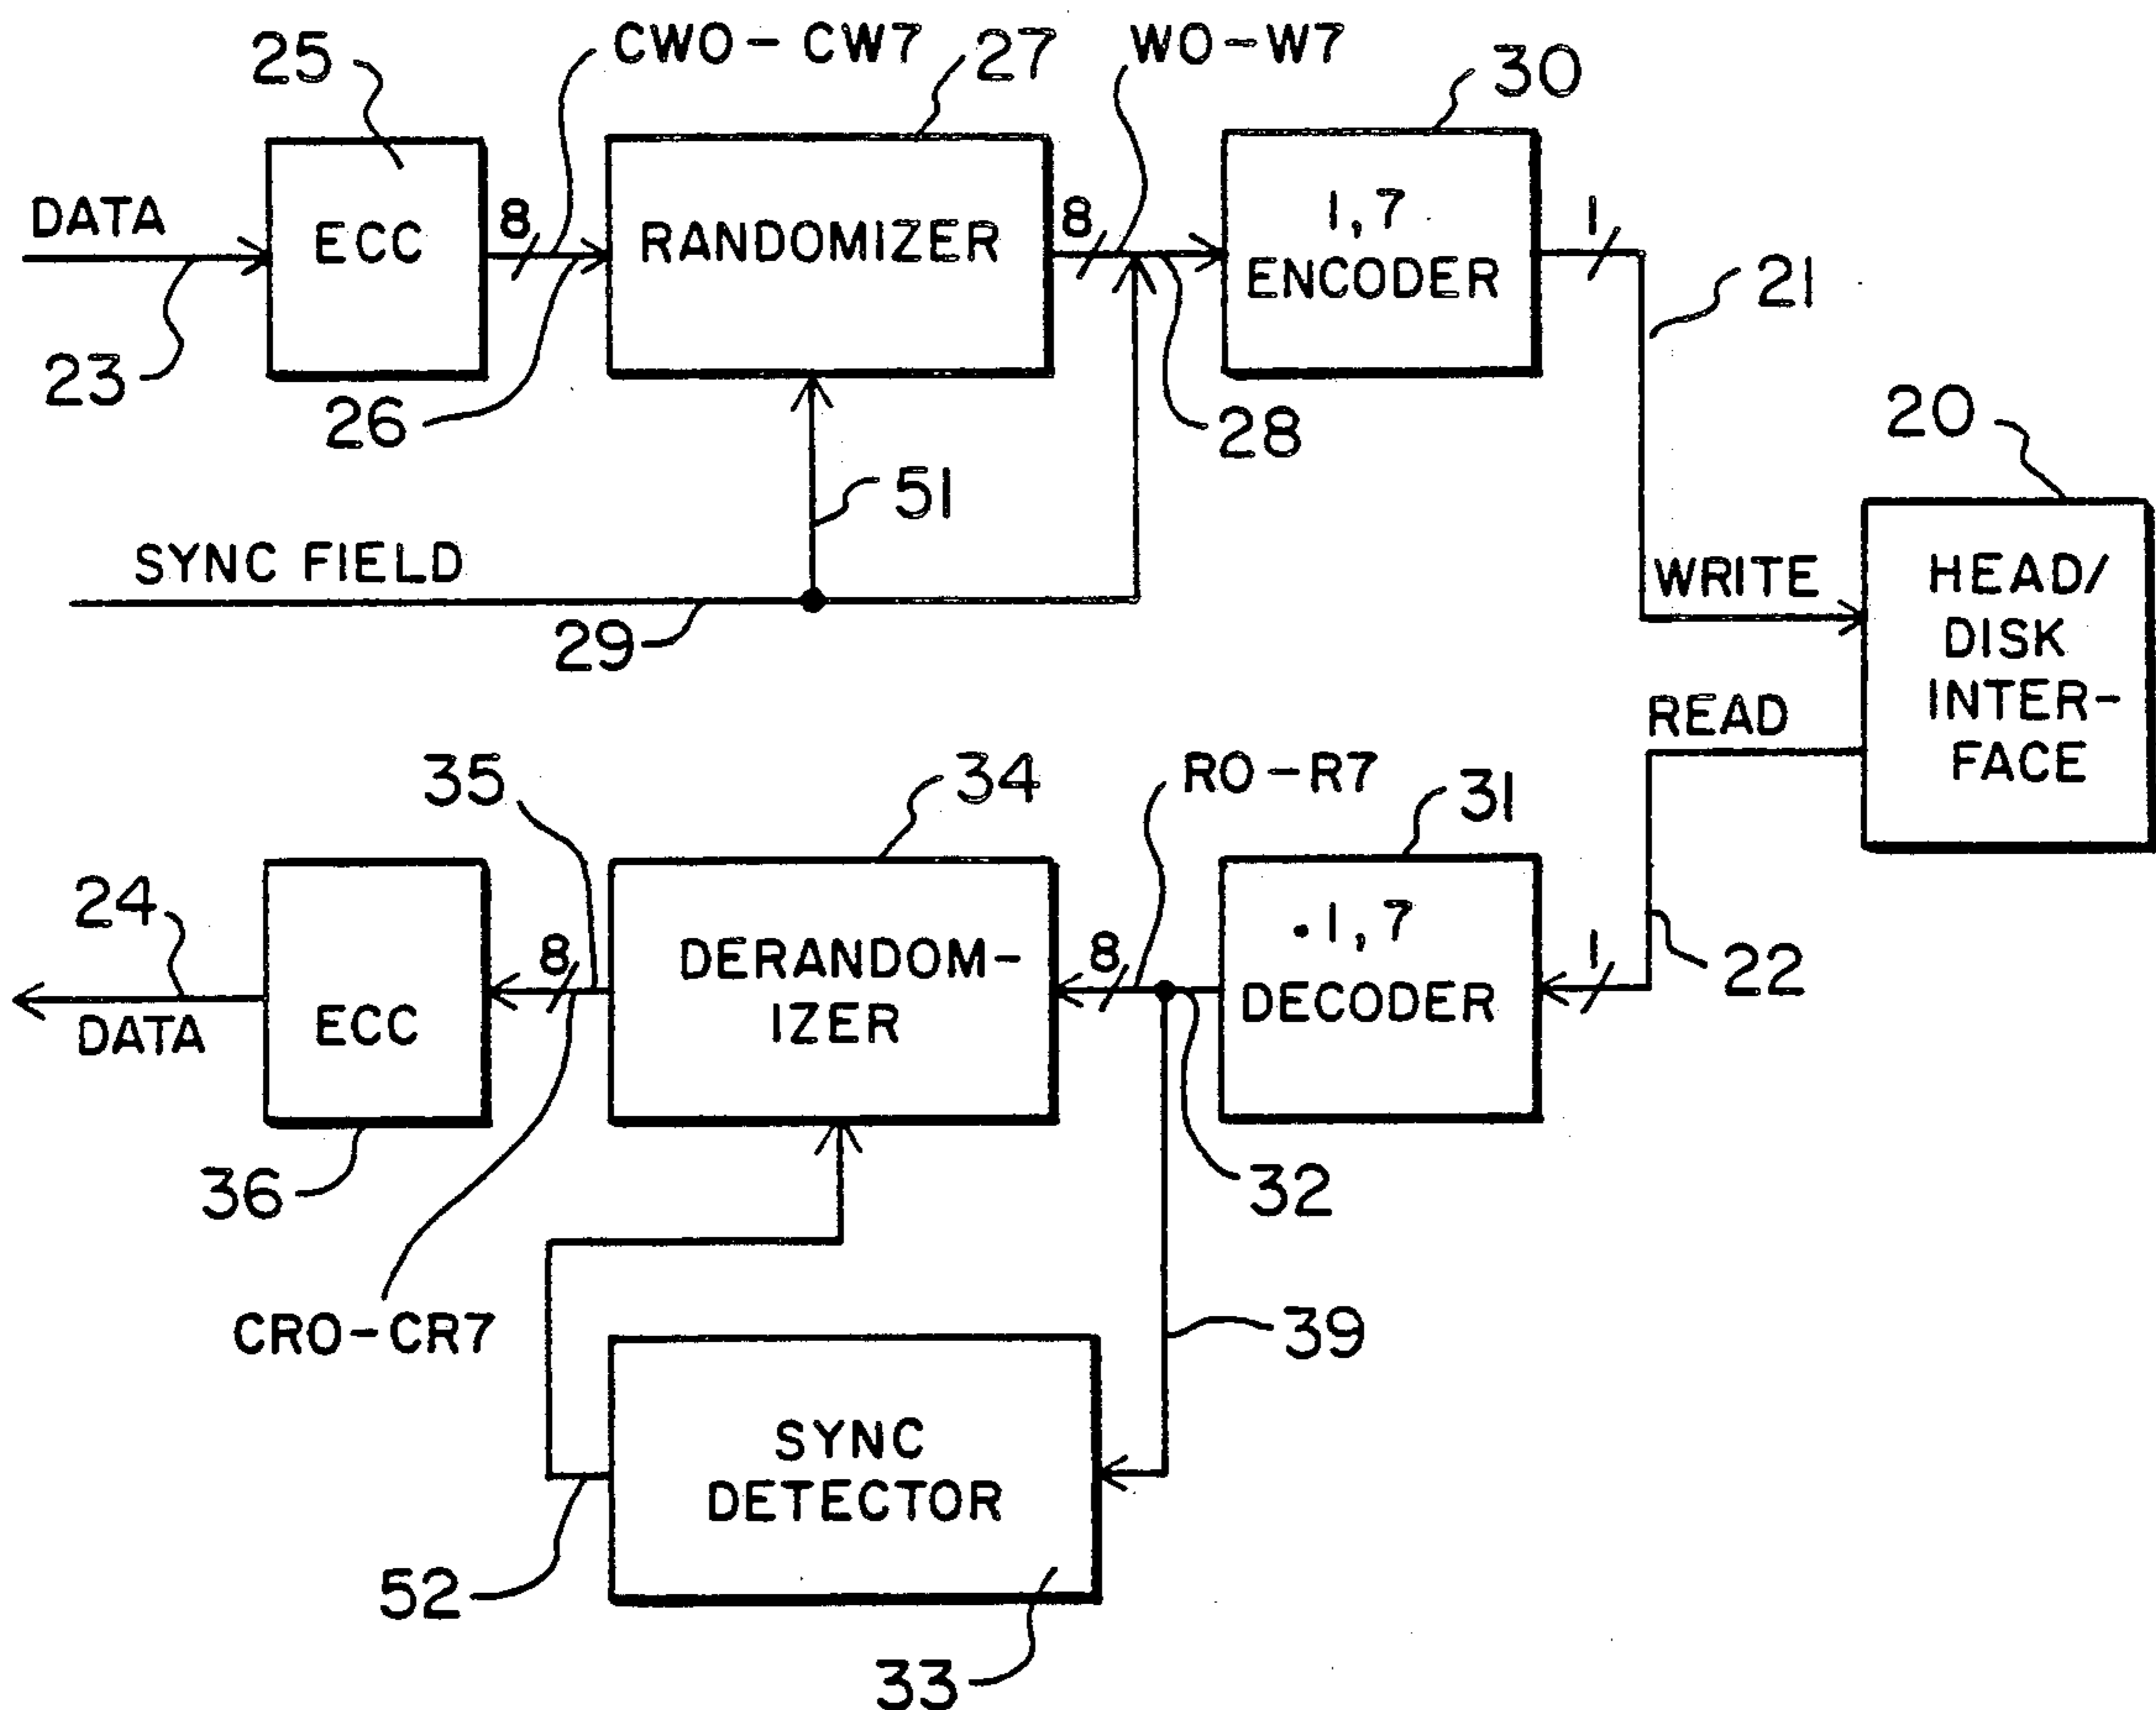 25
CW0-CW7
27
W0-W7
30
DATA
ECC
8
RANDOMIZER
8
1,7
ENCODER
1
21
23
26
28
20
51
SYNC FIELD
29
WRITE
HEAD/
DISK
INTER-
FACE
READ
35
34
R0-R7
31
24
DATA
ECC
8
DERANDOM-
IZER
8
.1,7
DECODER
1
22
36
32
CR0-CR7
39
SYNC
DETECTOR
52
33